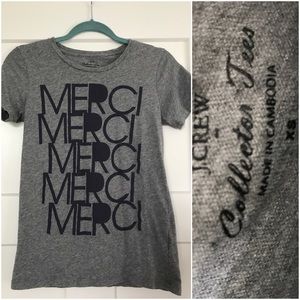 MERCI
MERCI
MERCI
MERCI
MERCI
J.CREW
Collector Tees
MADE IN CAMBODIA
XS